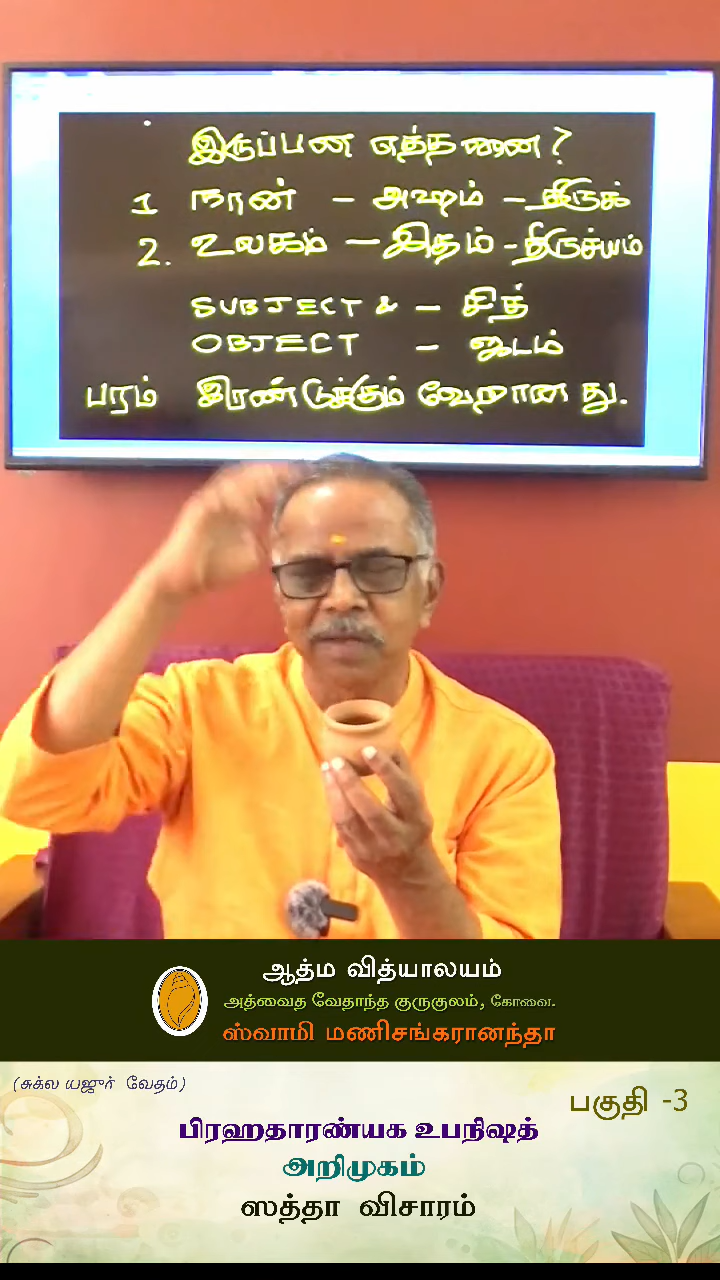 இருப்பன எத்தனை?
1 நான் – அஹம் – திருக்
2. உலகம் – இதம் - திருச்யம்
SUBJECT & – சித்
OBJECT – ஜடம்
பரம் இரண்டுக்கும் வேறானது.
ஆத்ம வித்யாலயம்
அத்வைத வேதாந்த குருகுலம், கோவை.
ஸ்வாமி மணிசங்கரானந்தா
(சுக்ல யஜுர் வேதம்)
பகுதி -3
பிரஹதாரண்யக உபநிஷத்
அறிமுகம்
ஸத்தா விசாரம்